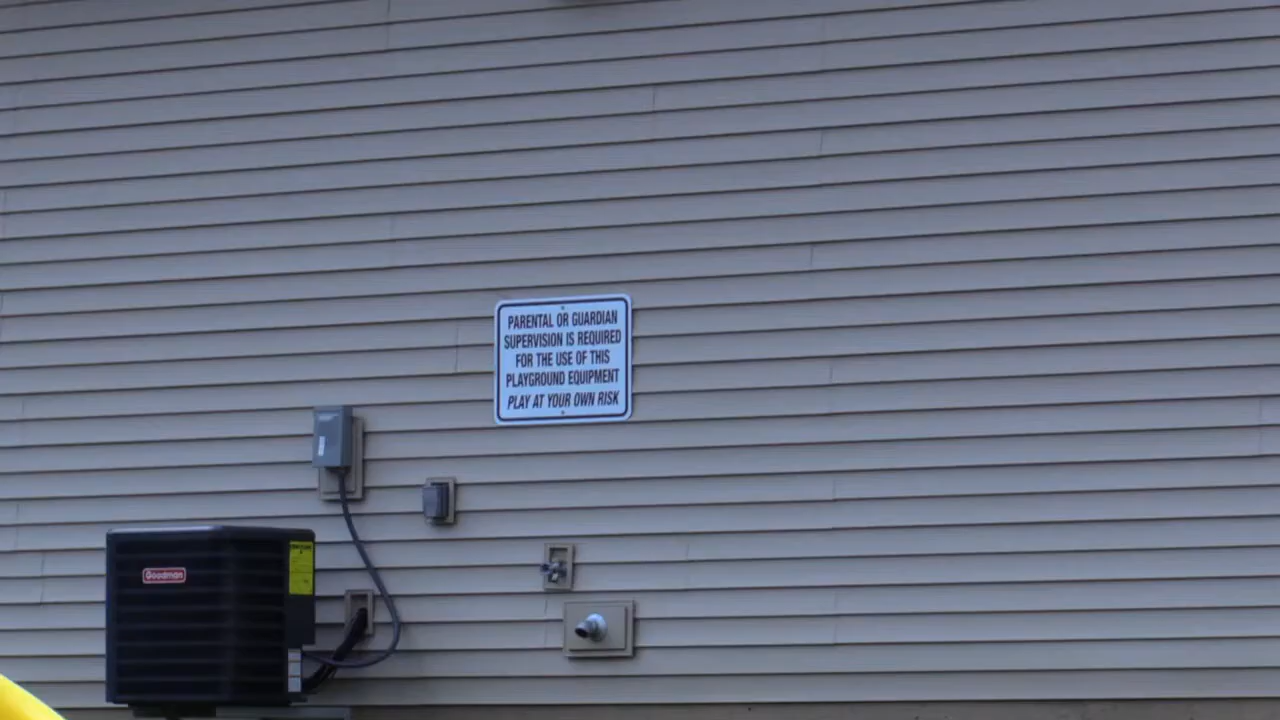 PARENTAL OR GUARDIAN
SUPERVISION IS REQUIRED
FOR THE USE OF THIS
PLAYGROUND EQUIPMENT
PLAY AT YOUR OWN RISK
Goodman